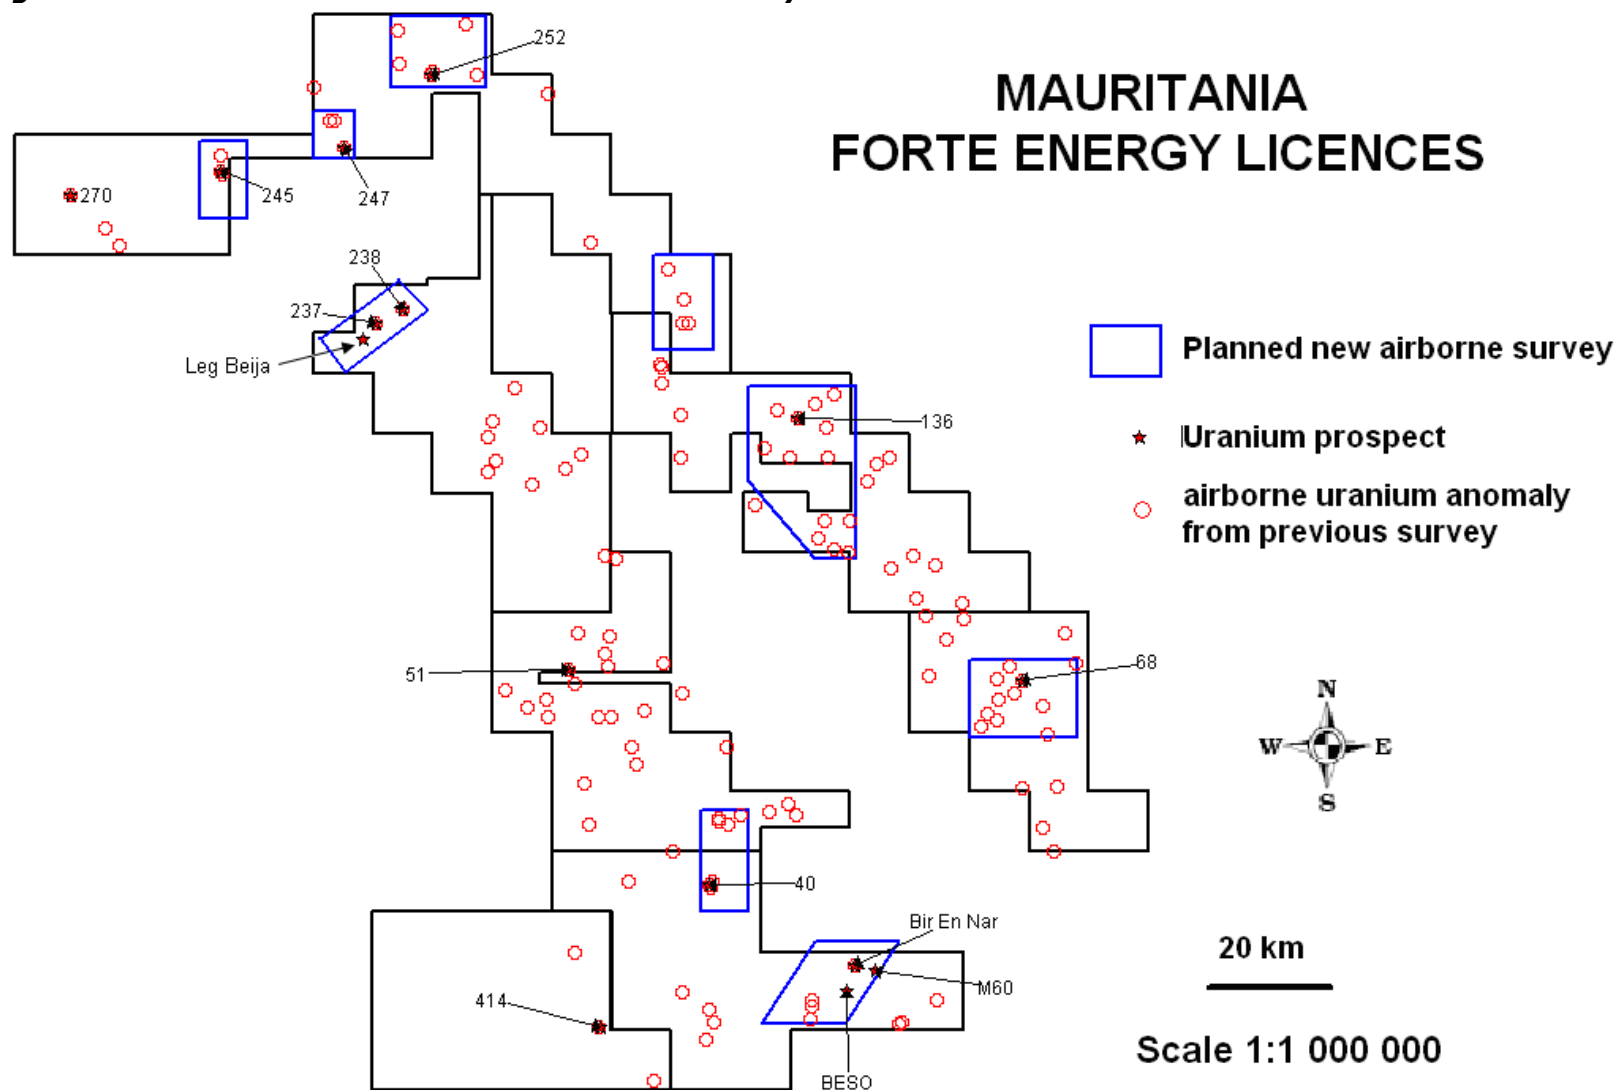 252
MAURITANIA
FORTE ENERGY LICENCES
270
245
247
238
237
Leg Beija
Planned new airborne survey
136
Uranium prospect
airborne uranium anomaly
from previous survey
51
68
N
W
E
S
40
Bir En Nar
20 km
M60
414
Scale 1:1 000 000
BESO